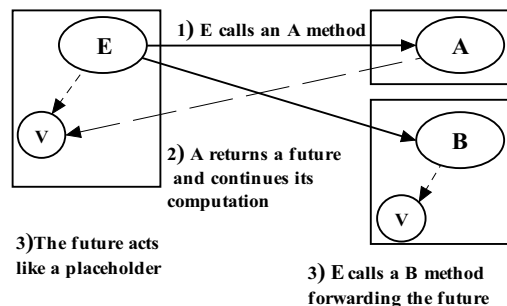 1) E calls an A method
E
A
V
B
2) A returns a future
and continues its
computation
V
3)The future acts
like a placeholder
3) E calls a B method
forwarding the future